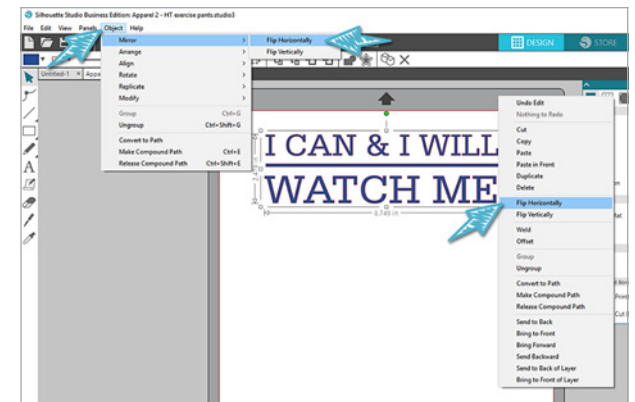 Silhouette Studio Business Edition: Apparel 2 - HT exercise pants.studio3
File Edit View Panels Object Help
Mirror
Arrange
Align
Rotate
Replicate
Modify
Group Ctrl+G
Ungroup Ctrl+Shift+G
Convert to Path
Make Compound Path Ctrl+E
Release Compound Path Ctrl+Shift+E
Flip Horizontally
Flip Vertically
DESIGN
STORE
Untitled-1 × Appa
I CAN & I WILL
WATCH ME
8.749 in
Undo Edit
Nothing to Redo
Cut
Copy
Paste
Paste in Front
Duplicate
Delete
Flip Horizontally
Flip Vertically
Weld
Offset
Group
Ungroup
Convert to Path
Make Compound Path
Release Compound Path
Send to Back
Bring to Front
Bring Forward
Send Backward
Send to Back of Layer
Bring to Front of Layer